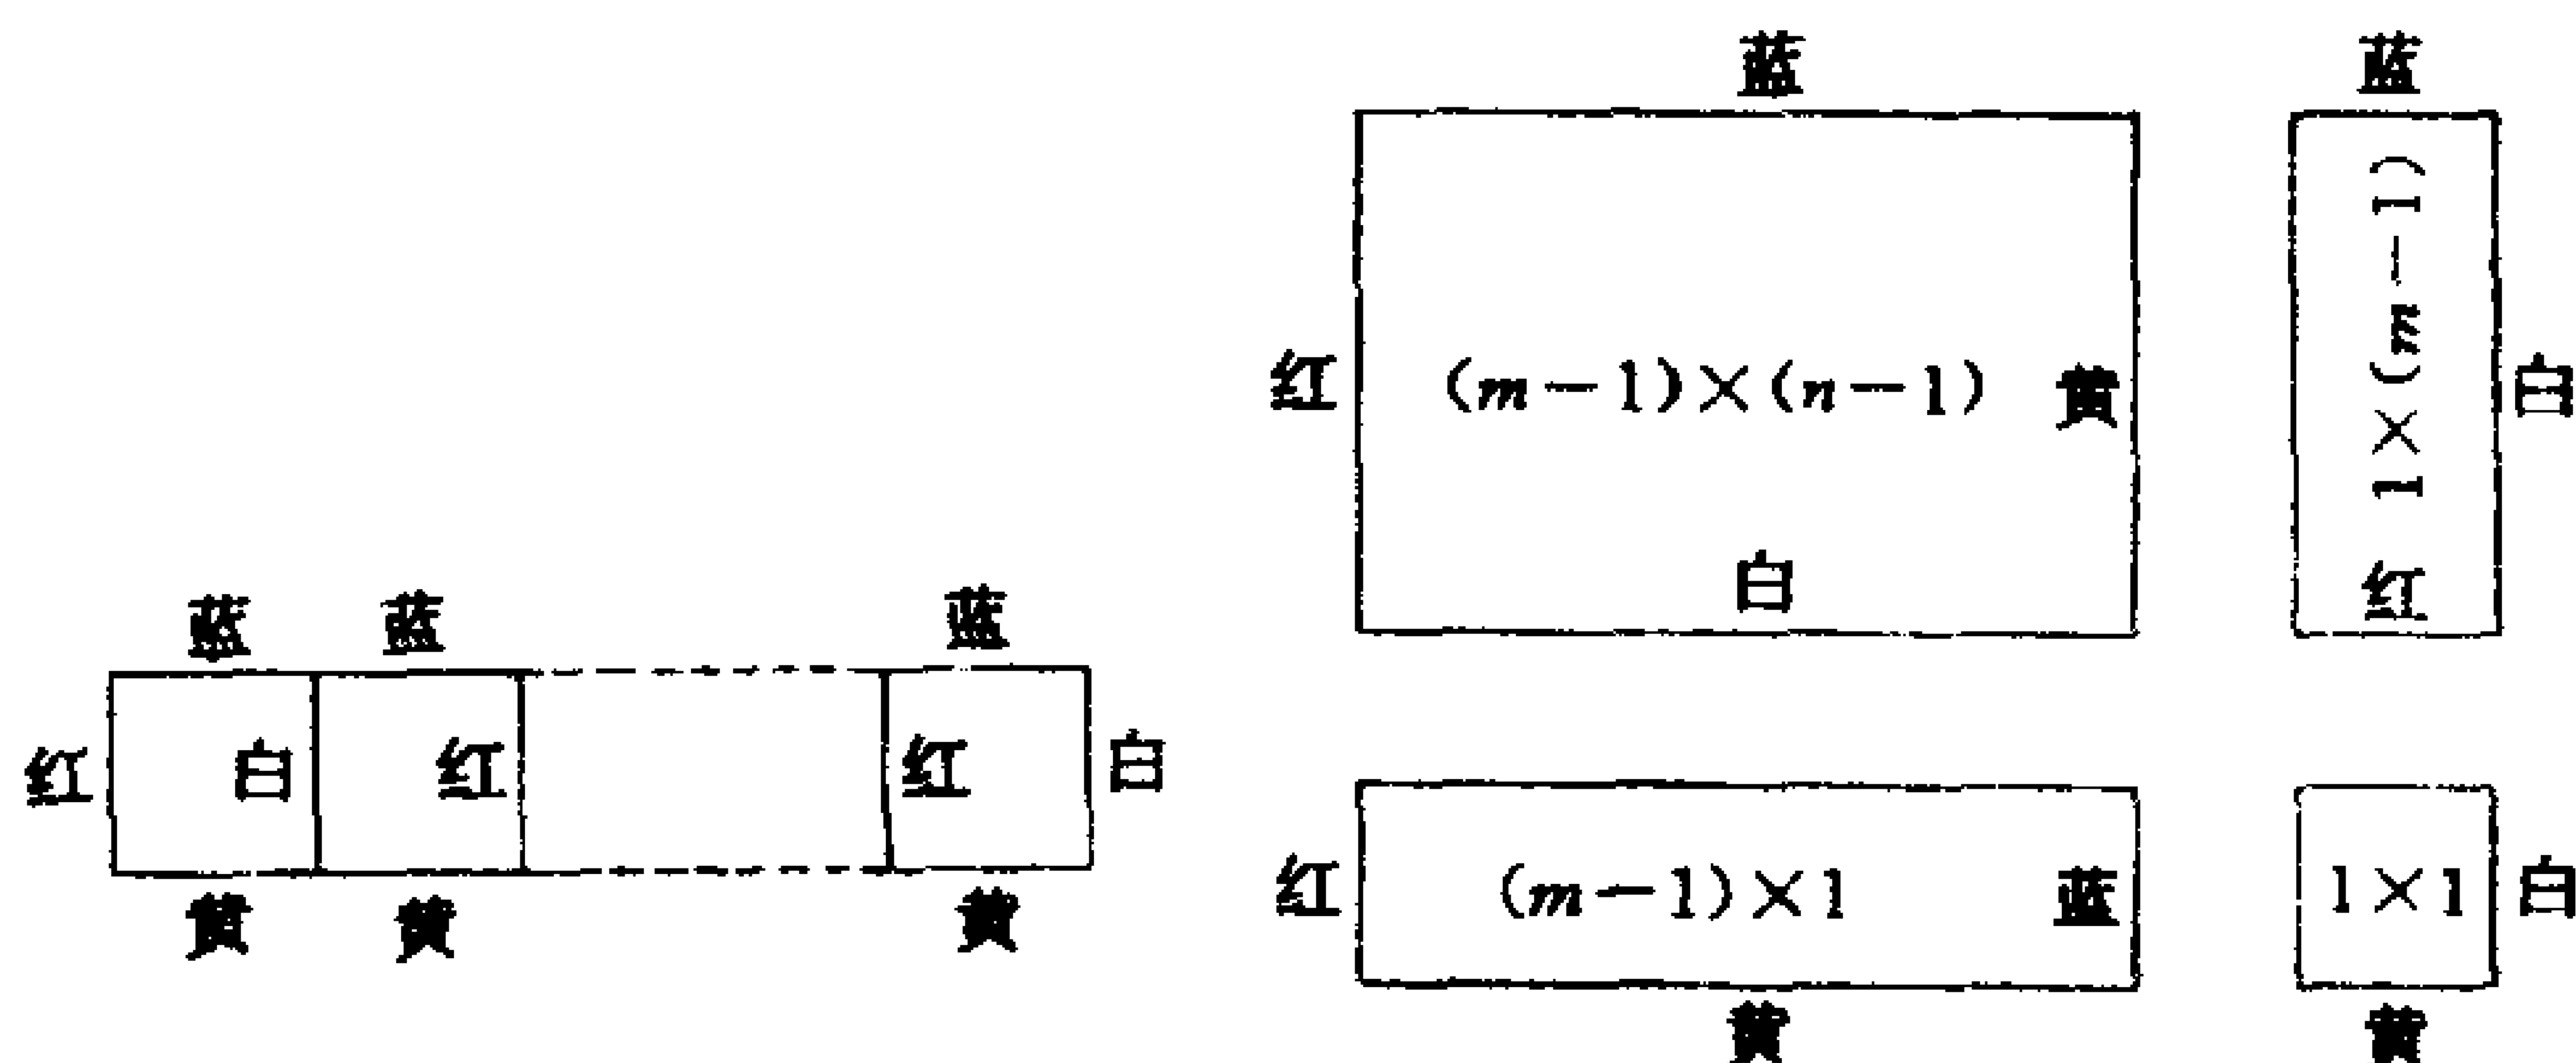 蓝 蓝 蓝
红 白 红 红 白
黄 黄 黄
蓝
红 (m-1)×(n-1) 黄
白
蓝
红 1×(m-1) 白
红 (m-1)×1 蓝
黄
1×1 白
黄